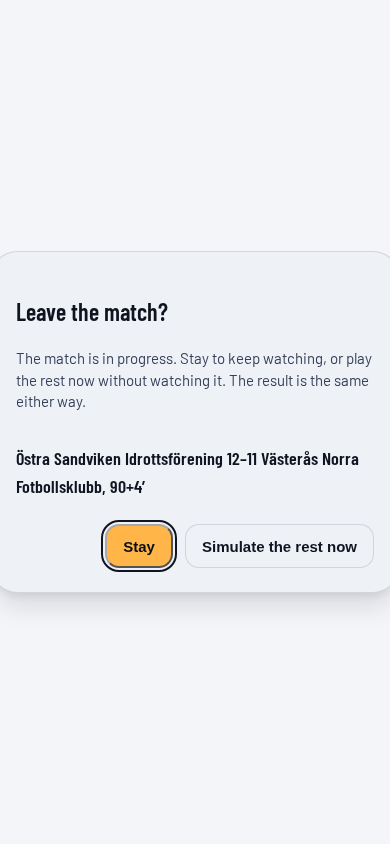 Leave the match?
The match is in progress. Stay to keep watching, or play
the rest now without watching it. The result is the same
either way.
Östra Sandviken Idrottsförening 12–11 Västerås Norra
Fotbollsklubb, 90+4’
Stay
Simulate the rest now